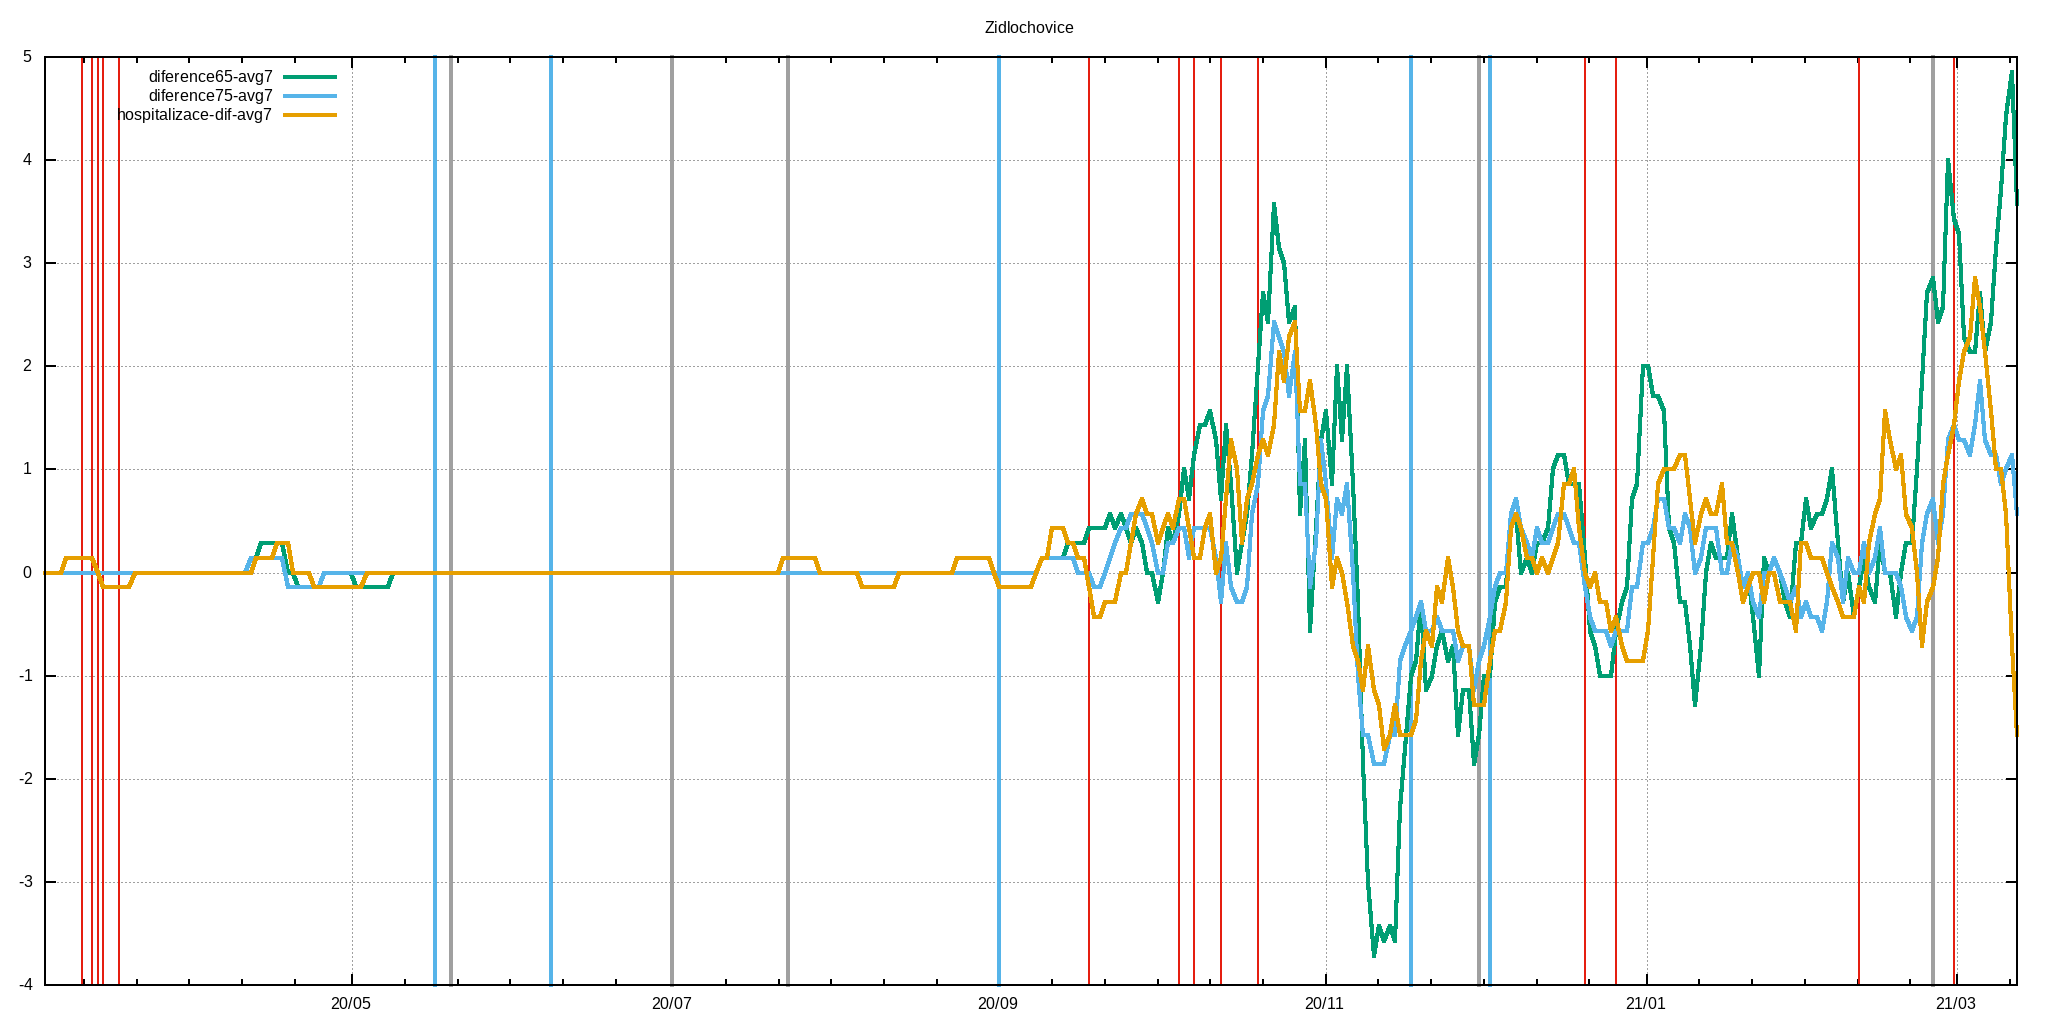 Zidlochovice
5
diference65-avg7
diference75-avg7
hospitalizace-dif-avg7
4
3
2
1
0
-1
-2
-3
-4
20/05 20/07 20/09 20/11 21/01 21/03